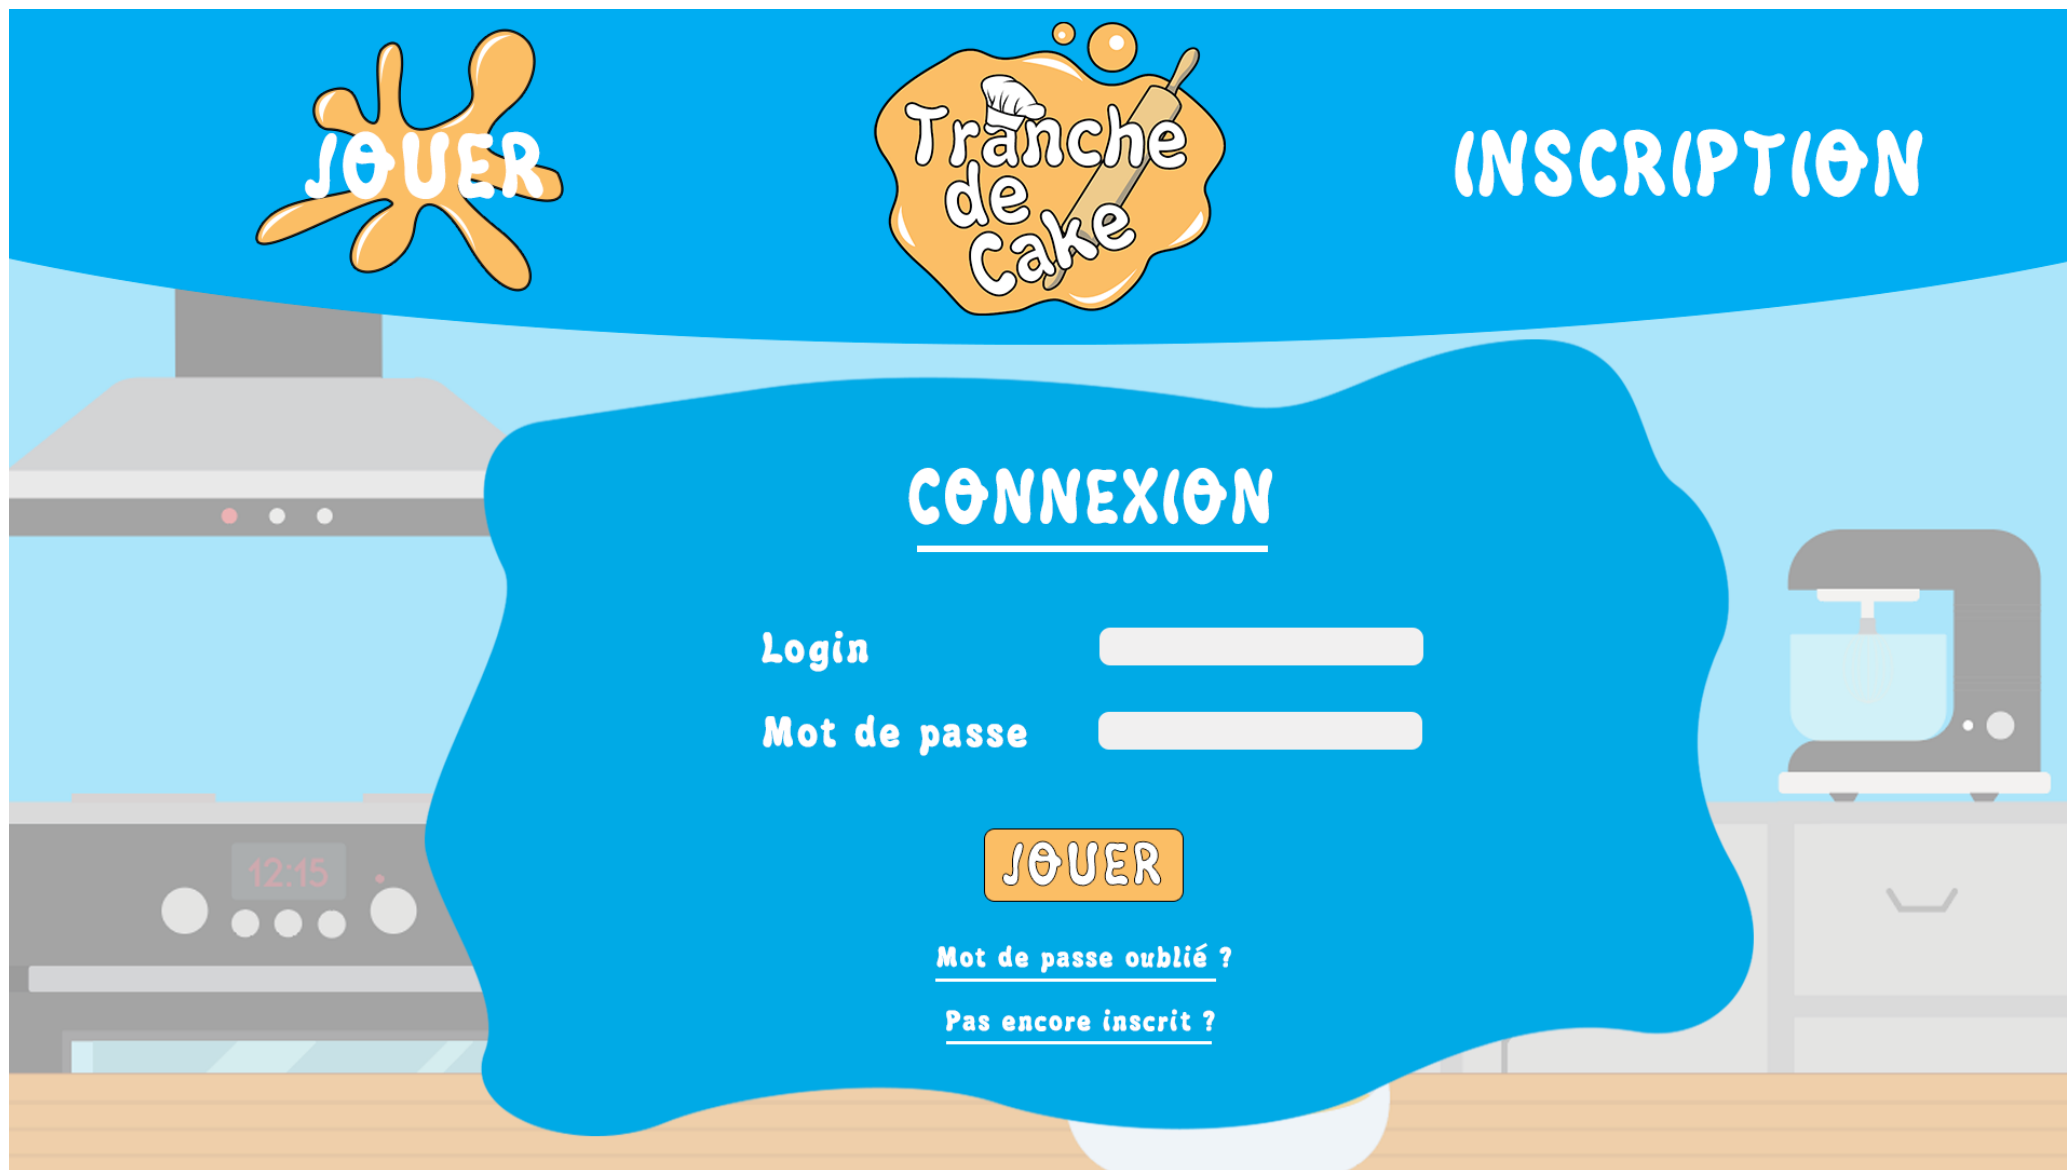 JOUER
Tranche
de
Cake
INSCRIPTION
CONNEXION
Login
Mot de passe
12:15
JOUER
Mot de passe oublié ?
Pas encore inscrit ?